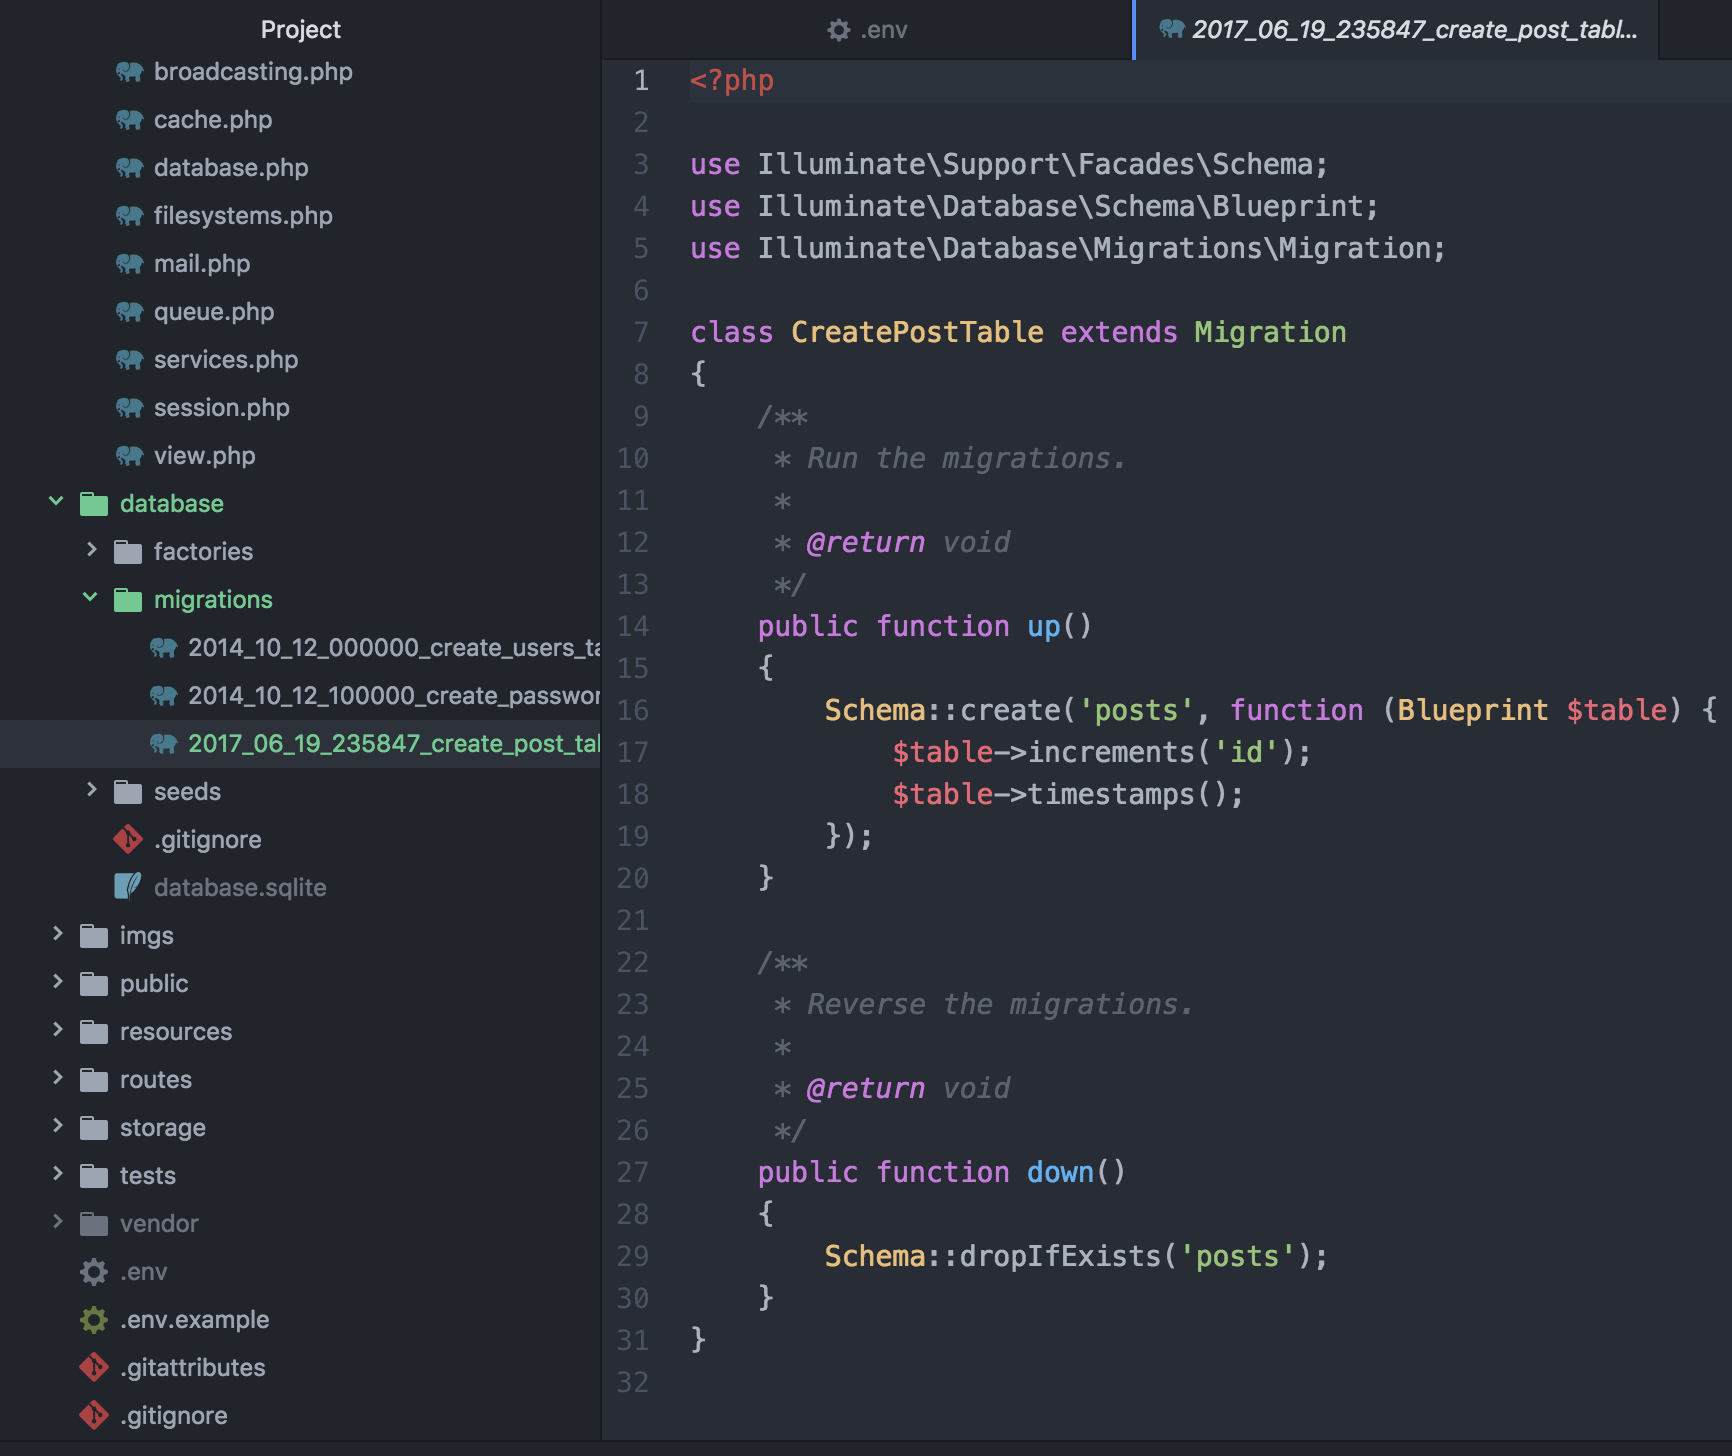 Project
broadcasting.php
cache.php
database.php
filesystems.php
mail.php
queue.php
services.php
session.php
view.php
database
factories
migrations
2014_10_12_000000_create_users_ta
2014_10_12_100000_create_passwor
2017_06_19_235847_create_post_tal
seeds
.gitignore
database.sqlite
imgs
public
resources
routes
storage
tests
vendor
.env
.env.example
.gitattributes
.gitignore
.env
2017_06_19_235847_create_post_tabl...
1 <?php
2
3 use Illuminate\Support\Facades\Schema;
4 use Illuminate\Database\Schema\Blueprint;
5 use Illuminate\Database\Migrations\Migration;
6
7 class CreatePostTable extends Migration
8 {
9     /**
10      * Run the migrations.
11      *
12      * @return void
13      */
14     public function up()
15     {
16         Schema::create('posts', function (Blueprint $table) {
17             $table->increments('id');
18             $table->timestamps();
19         });
20     }
21
22     /**
23      * Reverse the migrations.
24      *
25      * @return void
26      */
27     public function down()
28     {
29         Schema::dropIfExists('posts');
30     }
31 }
32